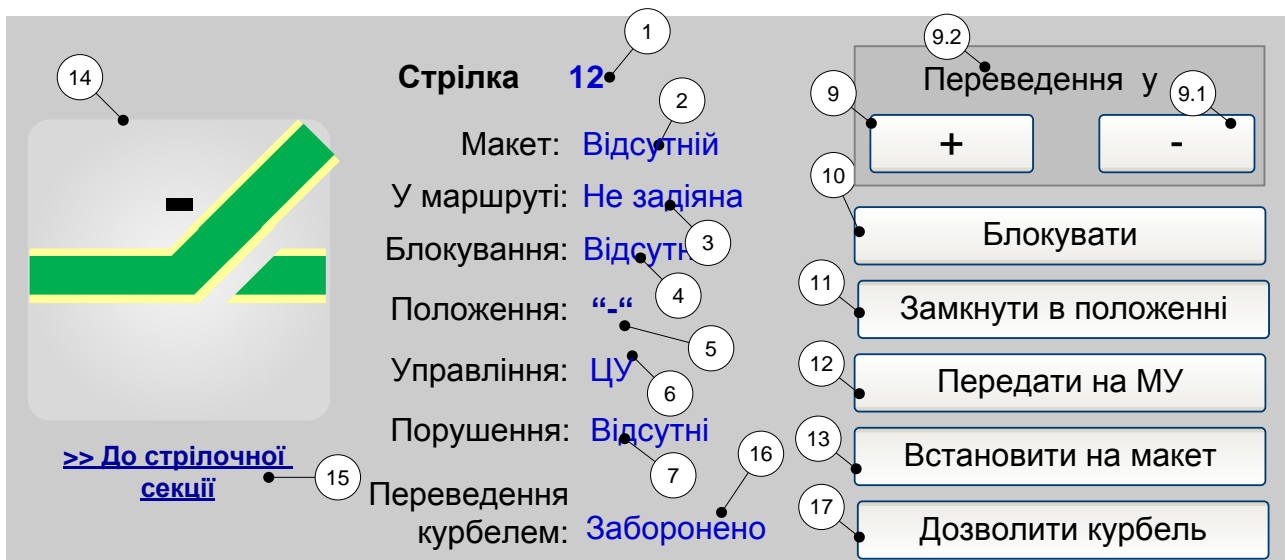 1
9.2
14
Стрілка 12
Переведення у
2
9
9.1
Макет: Відсутній
+ -
10
У маршруті: Не задіяна
Блокувати
3
Блокування: Відсутн
4
11
Замкнути в положенні
Положення: “-“
5
12
Управління: ЦУ
Передати на МУ
6
Порушення: Відсутні
13
Встановити на макет
>> До стрілочної
секції
15
7
16
17
Переведення
курбелем: Заборонено
Дозволити курбель